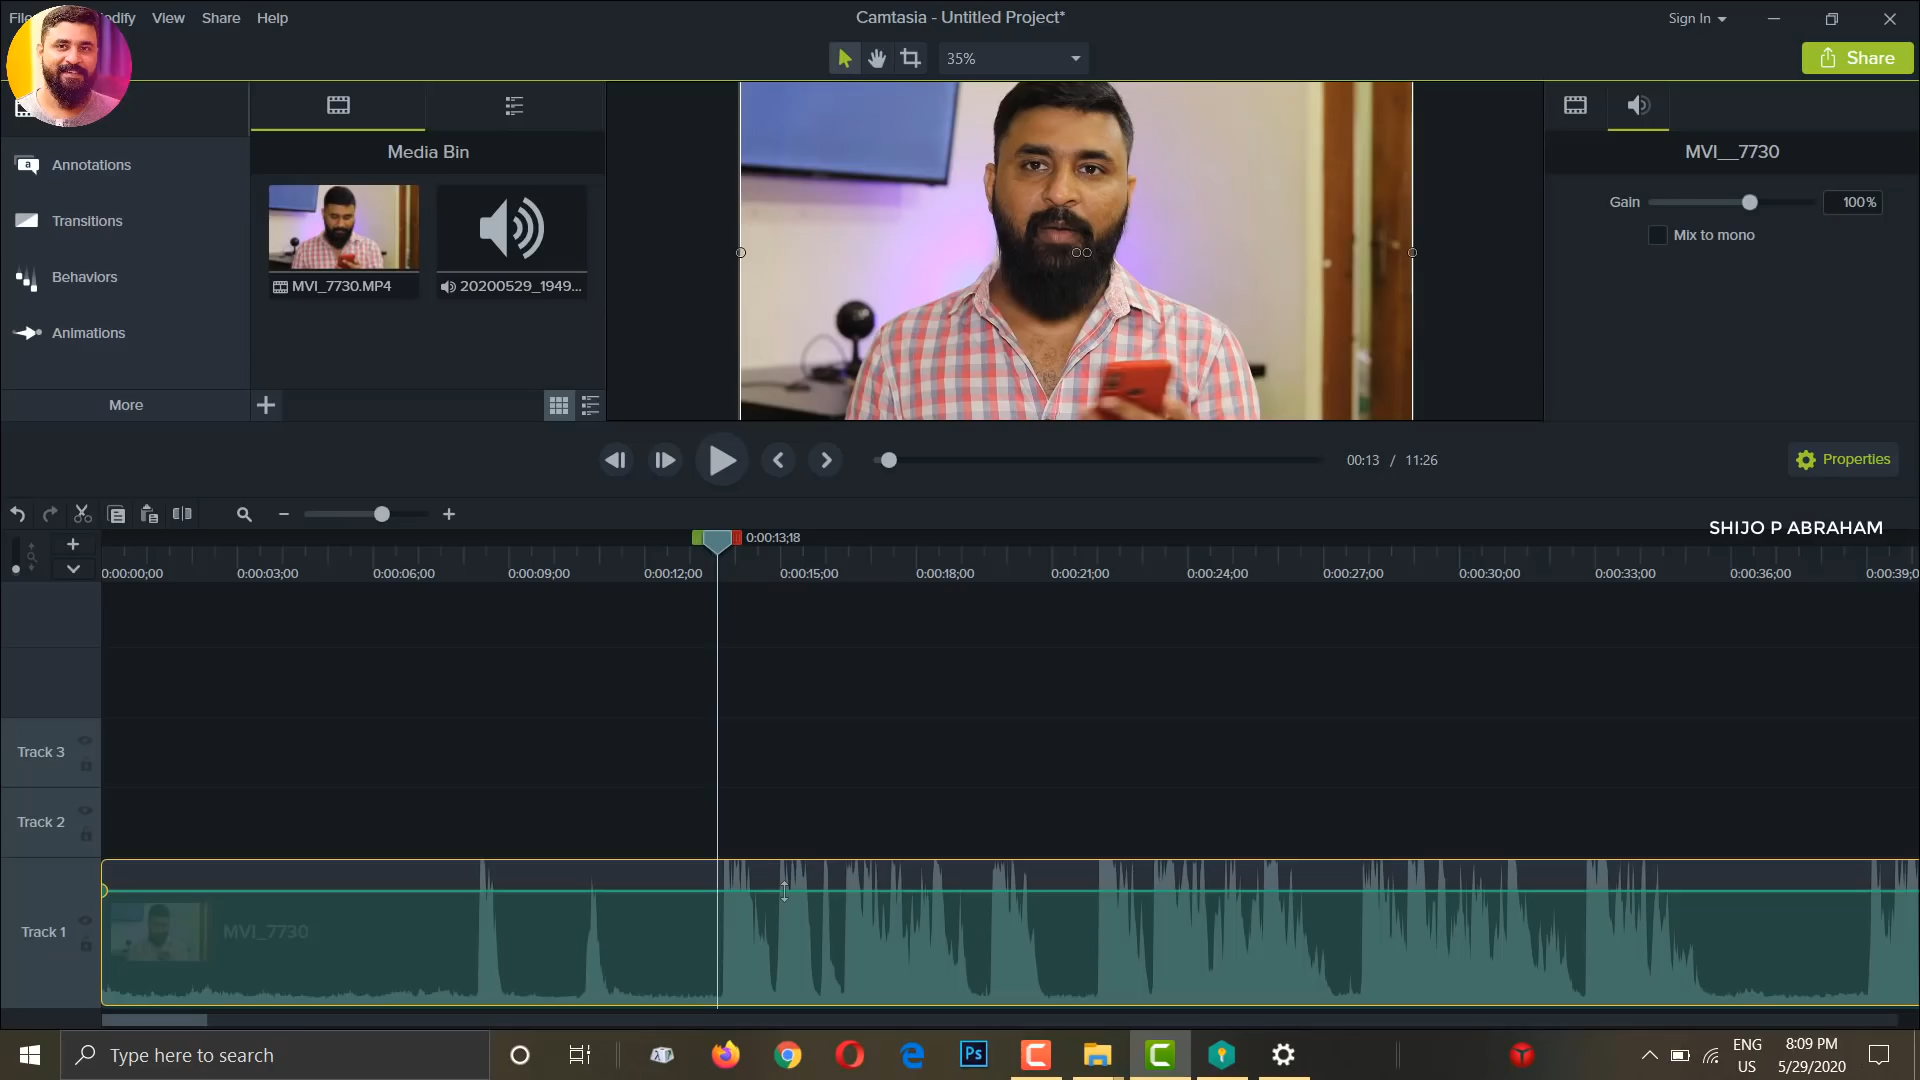 File
odify
View
Share
Help
Camtasia - Untitled Project*
Sign In
35%
Share
Annotations
Transitions
Behaviors
Animations
More
Media Bin
MVI_7730.MP4
20200529_1949...
MVI__7730
Gain
100%
Mix to mono
00:13 / 11:26
Properties
SHIJO P ABRAHAM
0:00:13;18
0:00:00;00
0:00:03;00
0:00:06;00
0:00:09;00
0:00:12;00
0:00:15;00
0:00:18;00
0:00:21;00
0:00:24;00
0:00:27;00
0:00:30;00
0:00:33;00
0:00:36;00
0:00:39;0
Track 3
Track 2
Track 1
MVI_7730
Type here to search
Ps
ENG
US
8:09 PM
5/29/2020